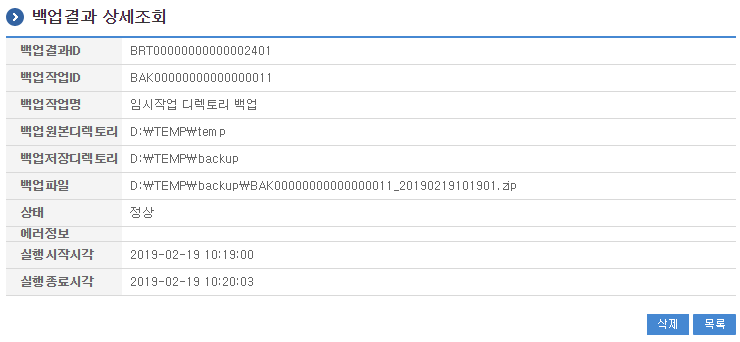 백업결과 상세조회
백업결과ID BRT00000000000002401
백업작업ID BAK00000000000000011
백업작업명 임시작업 디렉토리 백업
백업원본디렉토리 D:₩TEMP₩temp
백업저장디렉토리 D:₩TEMP₩backup
백업파일 D:₩TEMP₩backup₩BAK00000000000000011_20190219101901.zip
상태 정상
에러정보
실행시작시각 2019-02-19 10:19:00
실행종료시각 2019-02-19 10:20:03
삭제 목록